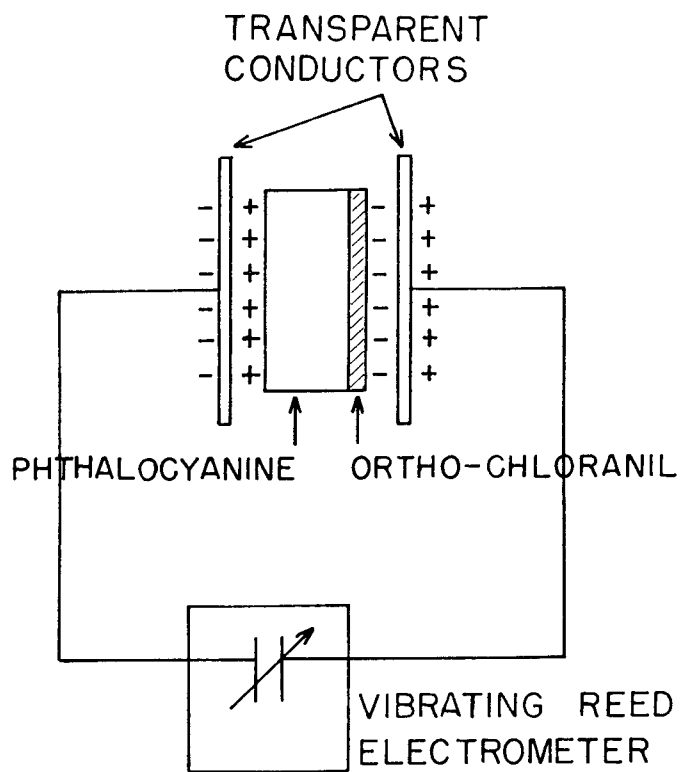 TRANSPARENT
CONDUCTORS
- + - +
- + - +
- + - +
- + - +
- + - +
- + - +
PHTHALOCYANINE ORTHO-CHLORANIL
VIBRATING REED
ELECTROMETER